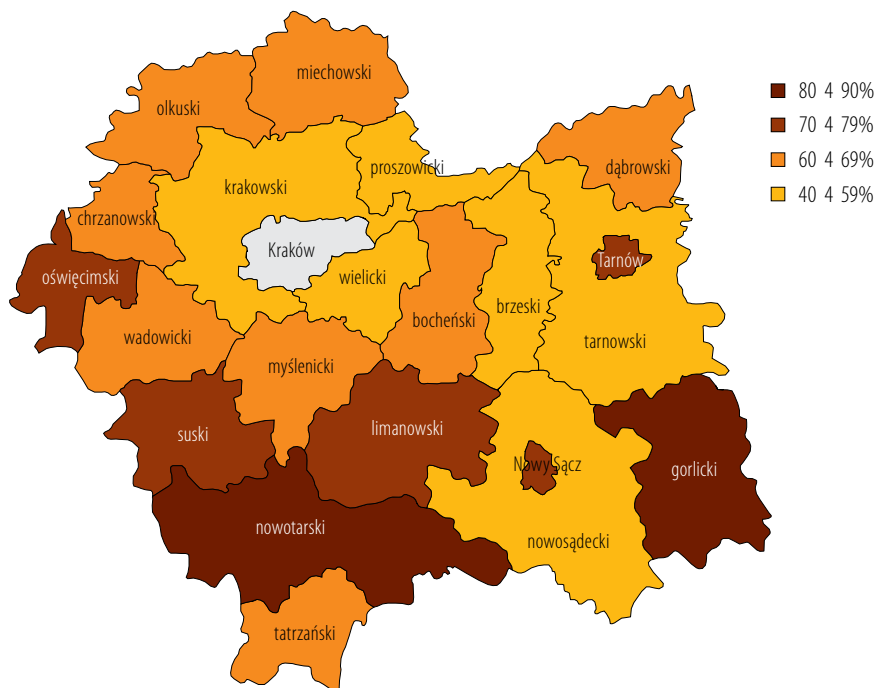 miechowski
olkuski
80 4 90%
70 4 79%
60 4 69%
40 4 59%
proszowicki
dąbrowski
krakowski
chrzanowski
Kraków
Tarnów
oświęcimski
wielicki
brzeski
bocheński
wadowicki
tarnowski
myślenicki
limanowski
suski
Nowy Sącz
gorlicki
nowotarski
nowosądecki
tatrzański